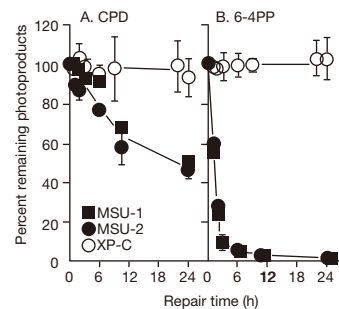 A. CPD
B. 6-4PP
Percent remaining photoproducts
120
100
80
60
40
20
0
MSU-1
MSU-2
XP-C
0 6 12 18 24 0 6 12 18 24
Repair time (h)